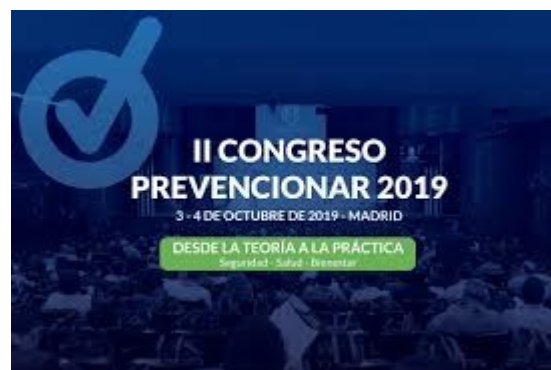 II CONGRESO
PREVENCIONAR 2019
3 - 4 DE OCTUBRE DE 2019 - MADRID
DESDE LA TEORÍA A LA PRÁCTICA
Seguridad - Salud - Bienestar